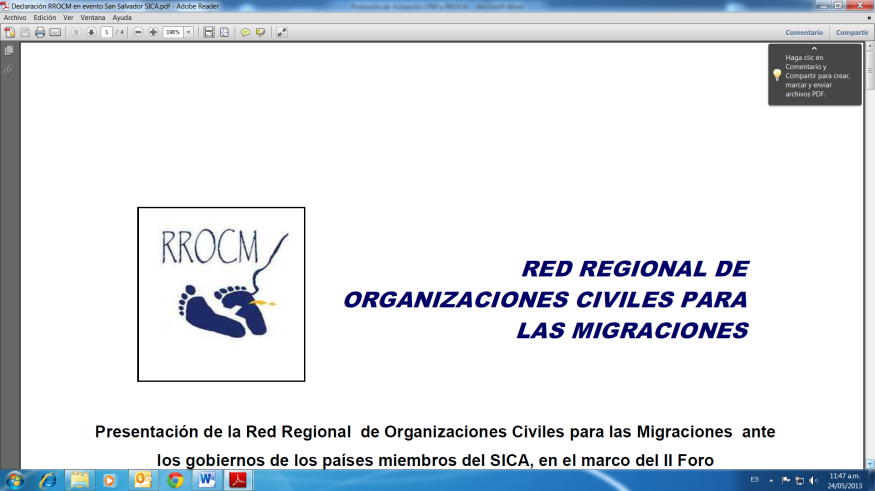 Declaración RROCM en evento San Salvador SICA.pdf - Adobe Reader
Archivo Edición Ver Ventana Ayuda
1 / 4 198% Comentario Compartir
Haga clic en
Comentario y
Compartir para crear,
marcar y enviar
archivos PDF.
RROCM
RED REGIONAL DE
ORGANIZACIONES CIVILES PARA
LAS MIGRACIONES
Presentación de la Red Regional de Organizaciones Civiles para las Migraciones ante
los gobiernos de los países miembros del SICA, en el marco del II Foro
ES 11:47 a.m.
24/05/2013